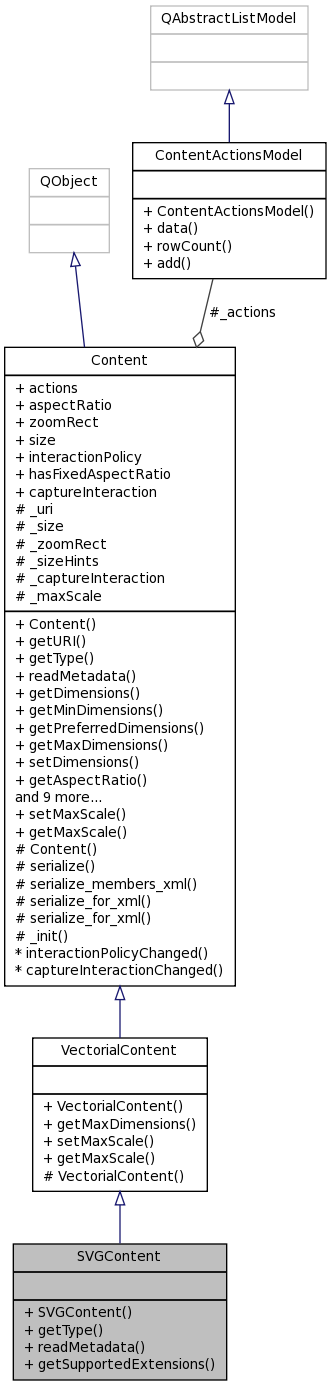 QAbstractListModel
ContentActionsModel
+ ContentActionsModel()
+ data()
+ rowCount()
+ add()
QObject
#_actions
Content
+ actions
+ aspectRatio
+ zoomRect
+ size
+ interactionPolicy
+ hasFixedAspectRatio
+ captureInteraction
# _uri
# _size
# _zoomRect
# _sizeHints
# _captureInteraction
# _maxScale
+ Content()
+ getURI()
+ getType()
+ readMetadata()
+ getDimensions()
+ getMinDimensions()
+ getPreferredDimensions()
+ getMaxDimensions()
+ setDimensions()
+ getAspectRatio()
and 9 more...
+ setMaxScale()
+ getMaxScale()
# Content()
# serialize()
# serialize_members_xml()
# serialize_for_xml()
# serialize_for_xml()
# _init()
* interactionPolicyChanged()
* captureInteractionChanged()
VectorialContent
+ VectorialContent()
+ getMaxDimensions()
+ setMaxScale()
+ getMaxScale()
# VectorialContent()
SVGContent
+ SVGContent()
+ getType()
+ readMetadata()
+ getSupportedExtensions()